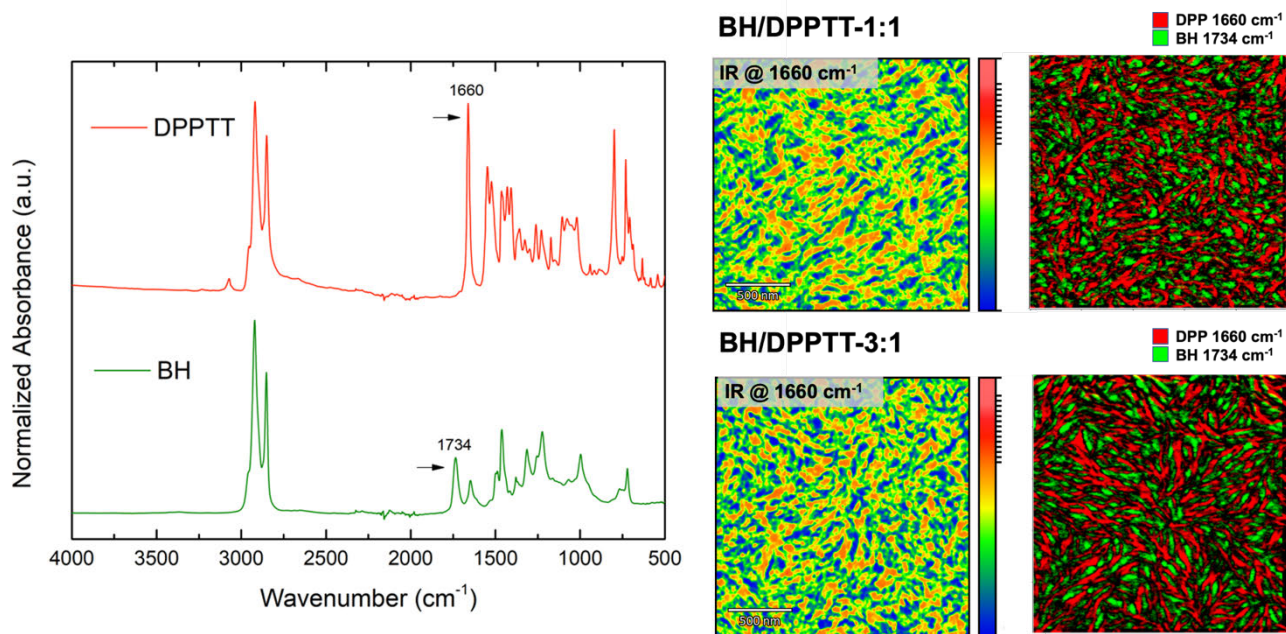 Normalized Absorbance (a.u.)
DPPTT
1660
BH
1734
4000 3500 3000 2500 2000 1500 1000 500
Wavenumber (cm⁻¹)
BH/DPPTT-1:1
DPP 1660 cm⁻¹
BH 1734 cm⁻¹
IR @ 1660 cm⁻¹
500 nm
BH/DPPTT-3:1
DPP 1660 cm⁻¹
BH 1734 cm⁻¹
IR @ 1660 cm⁻¹
500 nm